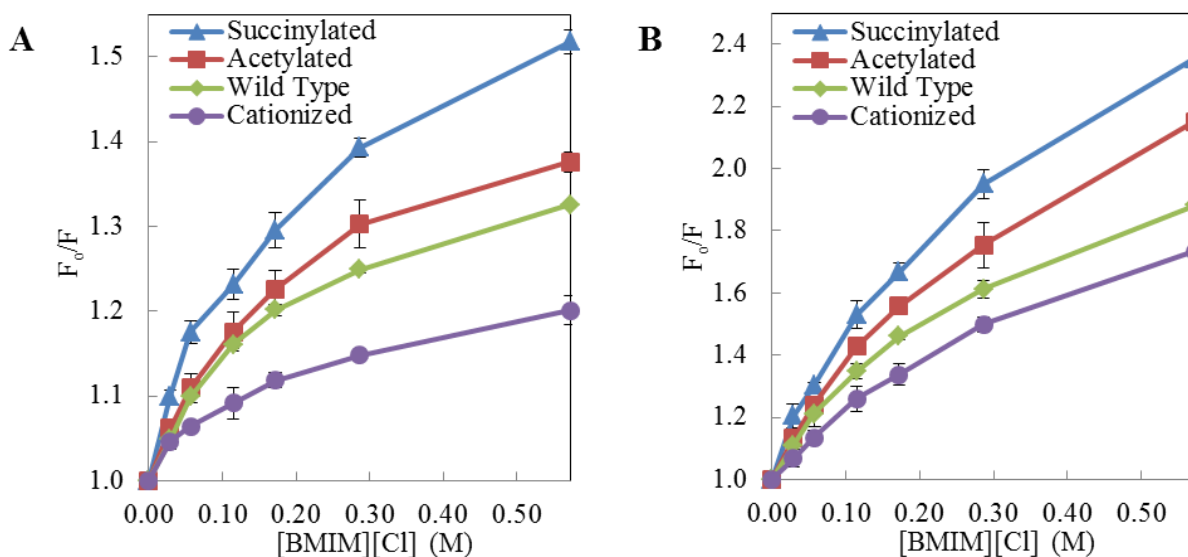 A
Succinylated
Acetylated
Wild Type
Cationized
1.5
1.4
1.3
1.2
1.1
1.0
F₀/F
0.00 0.10 0.20 0.30 0.40 0.50
[BMIM][Cl] (M)
B
Succinylated
Acetylated
Wild Type
Cationized
2.4
2.2
2.0
1.8
1.6
1.4
1.2
1.0
F₀/F
0.00 0.10 0.20 0.30 0.40 0.50
[BMIM][Cl] (M)